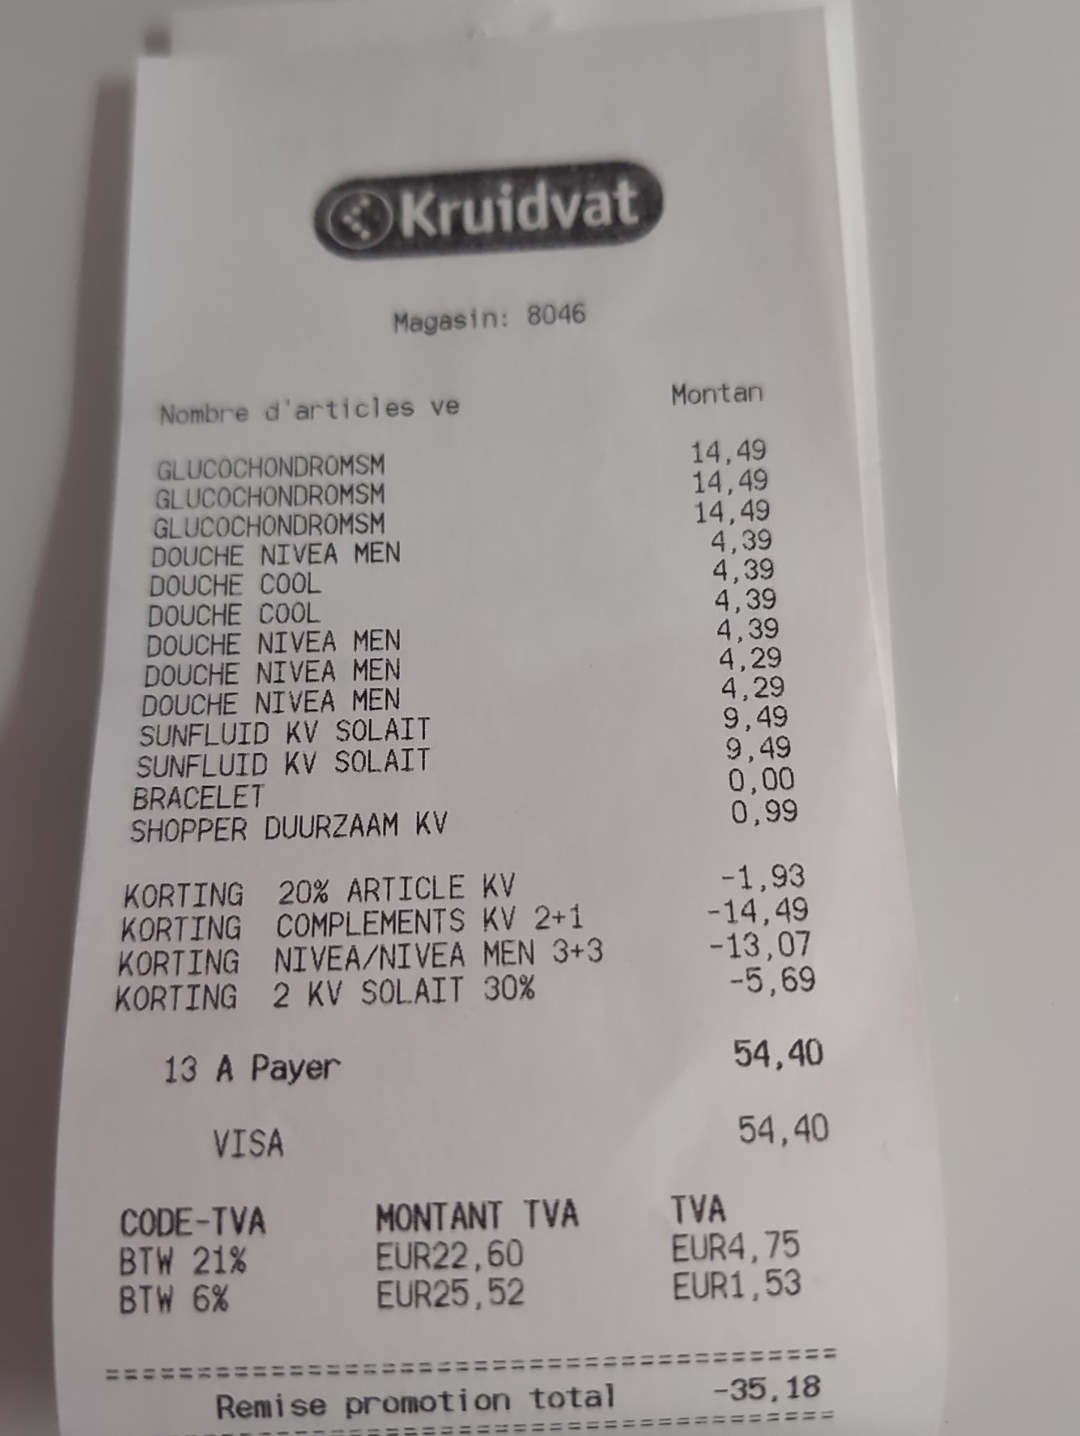 Kruidvat
Magasin: 8046
Nombre d'articles ve Montan
GLUCOCHONDROMSM 14,49
GLUCOCHONDROMSM 14,49
GLUCOCHONDROMSM 14,49
DOUCHE NIVEA MEN 4,39
DOUCHE COOL 4,39
DOUCHE COOL 4,39
DOUCHE NIVEA MEN 4,39
DOUCHE NIVEA MEN 4,29
DOUCHE NIVEA MEN 4,29
SUNFLUID KV SOLAIT 9,49
SUNFLUID KV SOLAIT 9,49
BRACELET 0,00
SHOPPER DUURZAAM KV 0,99
KORTING 20% ARTICLE KV -1,93
KORTING COMPLEMENTS KV 2+1 -14,49
KORTING NIVEA/NIVEA MEN 3+3 -13,07
KORTING 2 KV SOLAIT 30% -5,69
13 A Payer 54,40
VISA 54,40
CODE-TVA MONTANT TVA TVA
BTW 21% EUR22,60 EUR4,75
BTW 6% EUR25,52 EUR1,53
========================================
Remise promotion total -35,18
========================================